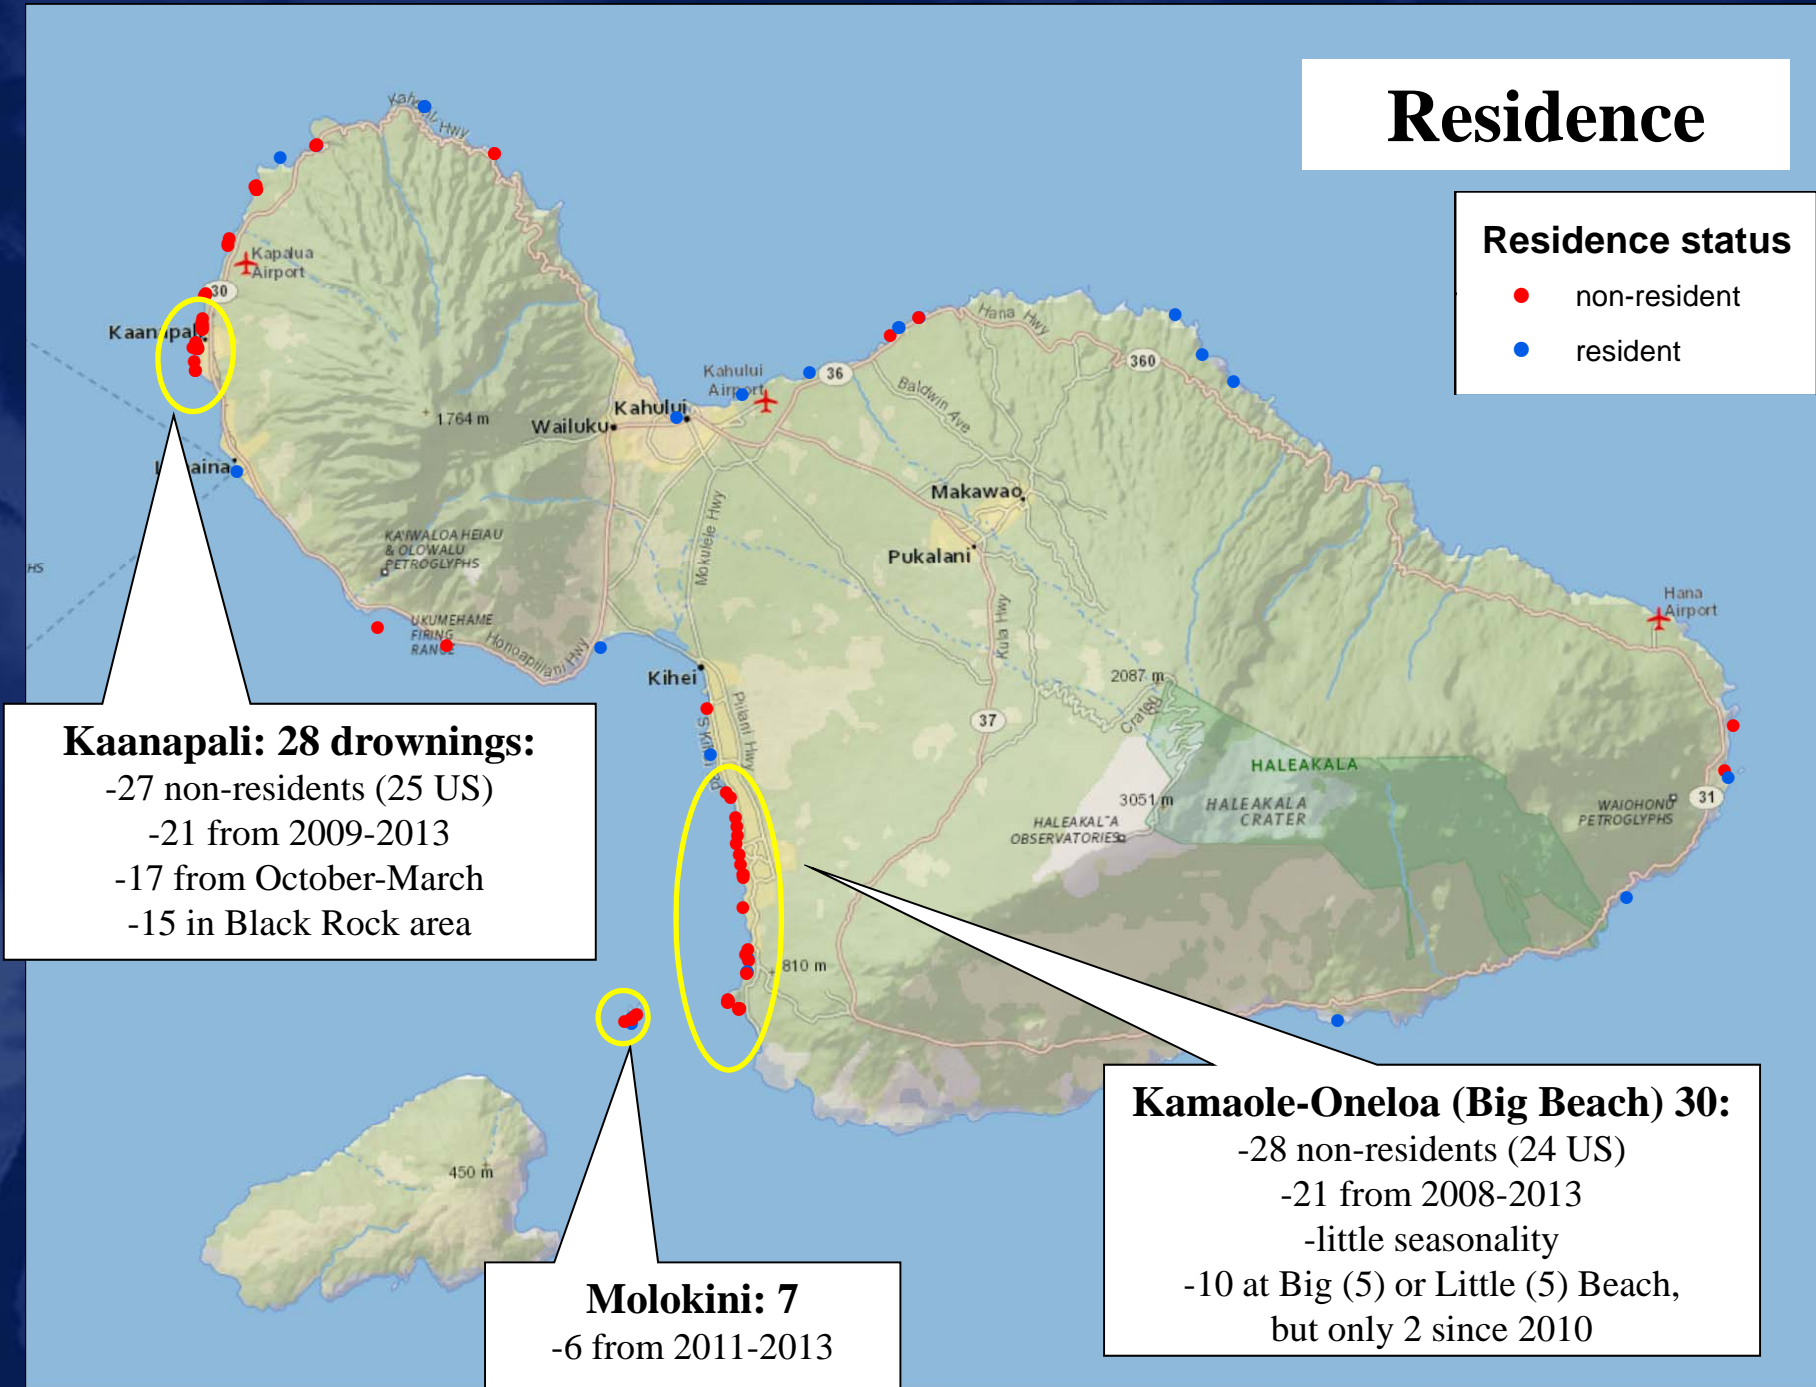 Residence
Residence status
non-resident
resident
Hwy
Kapalua
Airport
30
Hana Hwy
360
Kahului
Airport
36
Baldwin Ave
1764 m
Kahului
Wailuku
Makawao
Mokulele Hwy
Pukalani
KA'IWALOA HEIAU
& OLOWALU
PETROGLYPHS
HS
UKUMEHAME
FIRING
RANGE
Honoapiilani Hwy
Kula Hwy
Hana
Airport
Kihei
Piilani Hwy
2087 m
Crater Rd
37
HALEAKALA
3051 m
HALEAKALA
CRATER
HALEAKAL~A
OBSERVATORIES
WAIOHONU
PETROGLYPHS
31
810 m
450 m
Kaanapali: 28 drownings:
-27 non-residents (25 US)
-21 from 2009-2013
-17 from October-March
-15 in Black Rock area
Molokini: 7
-6 from 2011-2013
Kamaole-Oneloa (Big Beach) 30:
-28 non-residents (24 US)
-21 from 2008-2013
-little seasonality
-10 at Big (5) or Little (5) Beach,
but only 2 since 2010